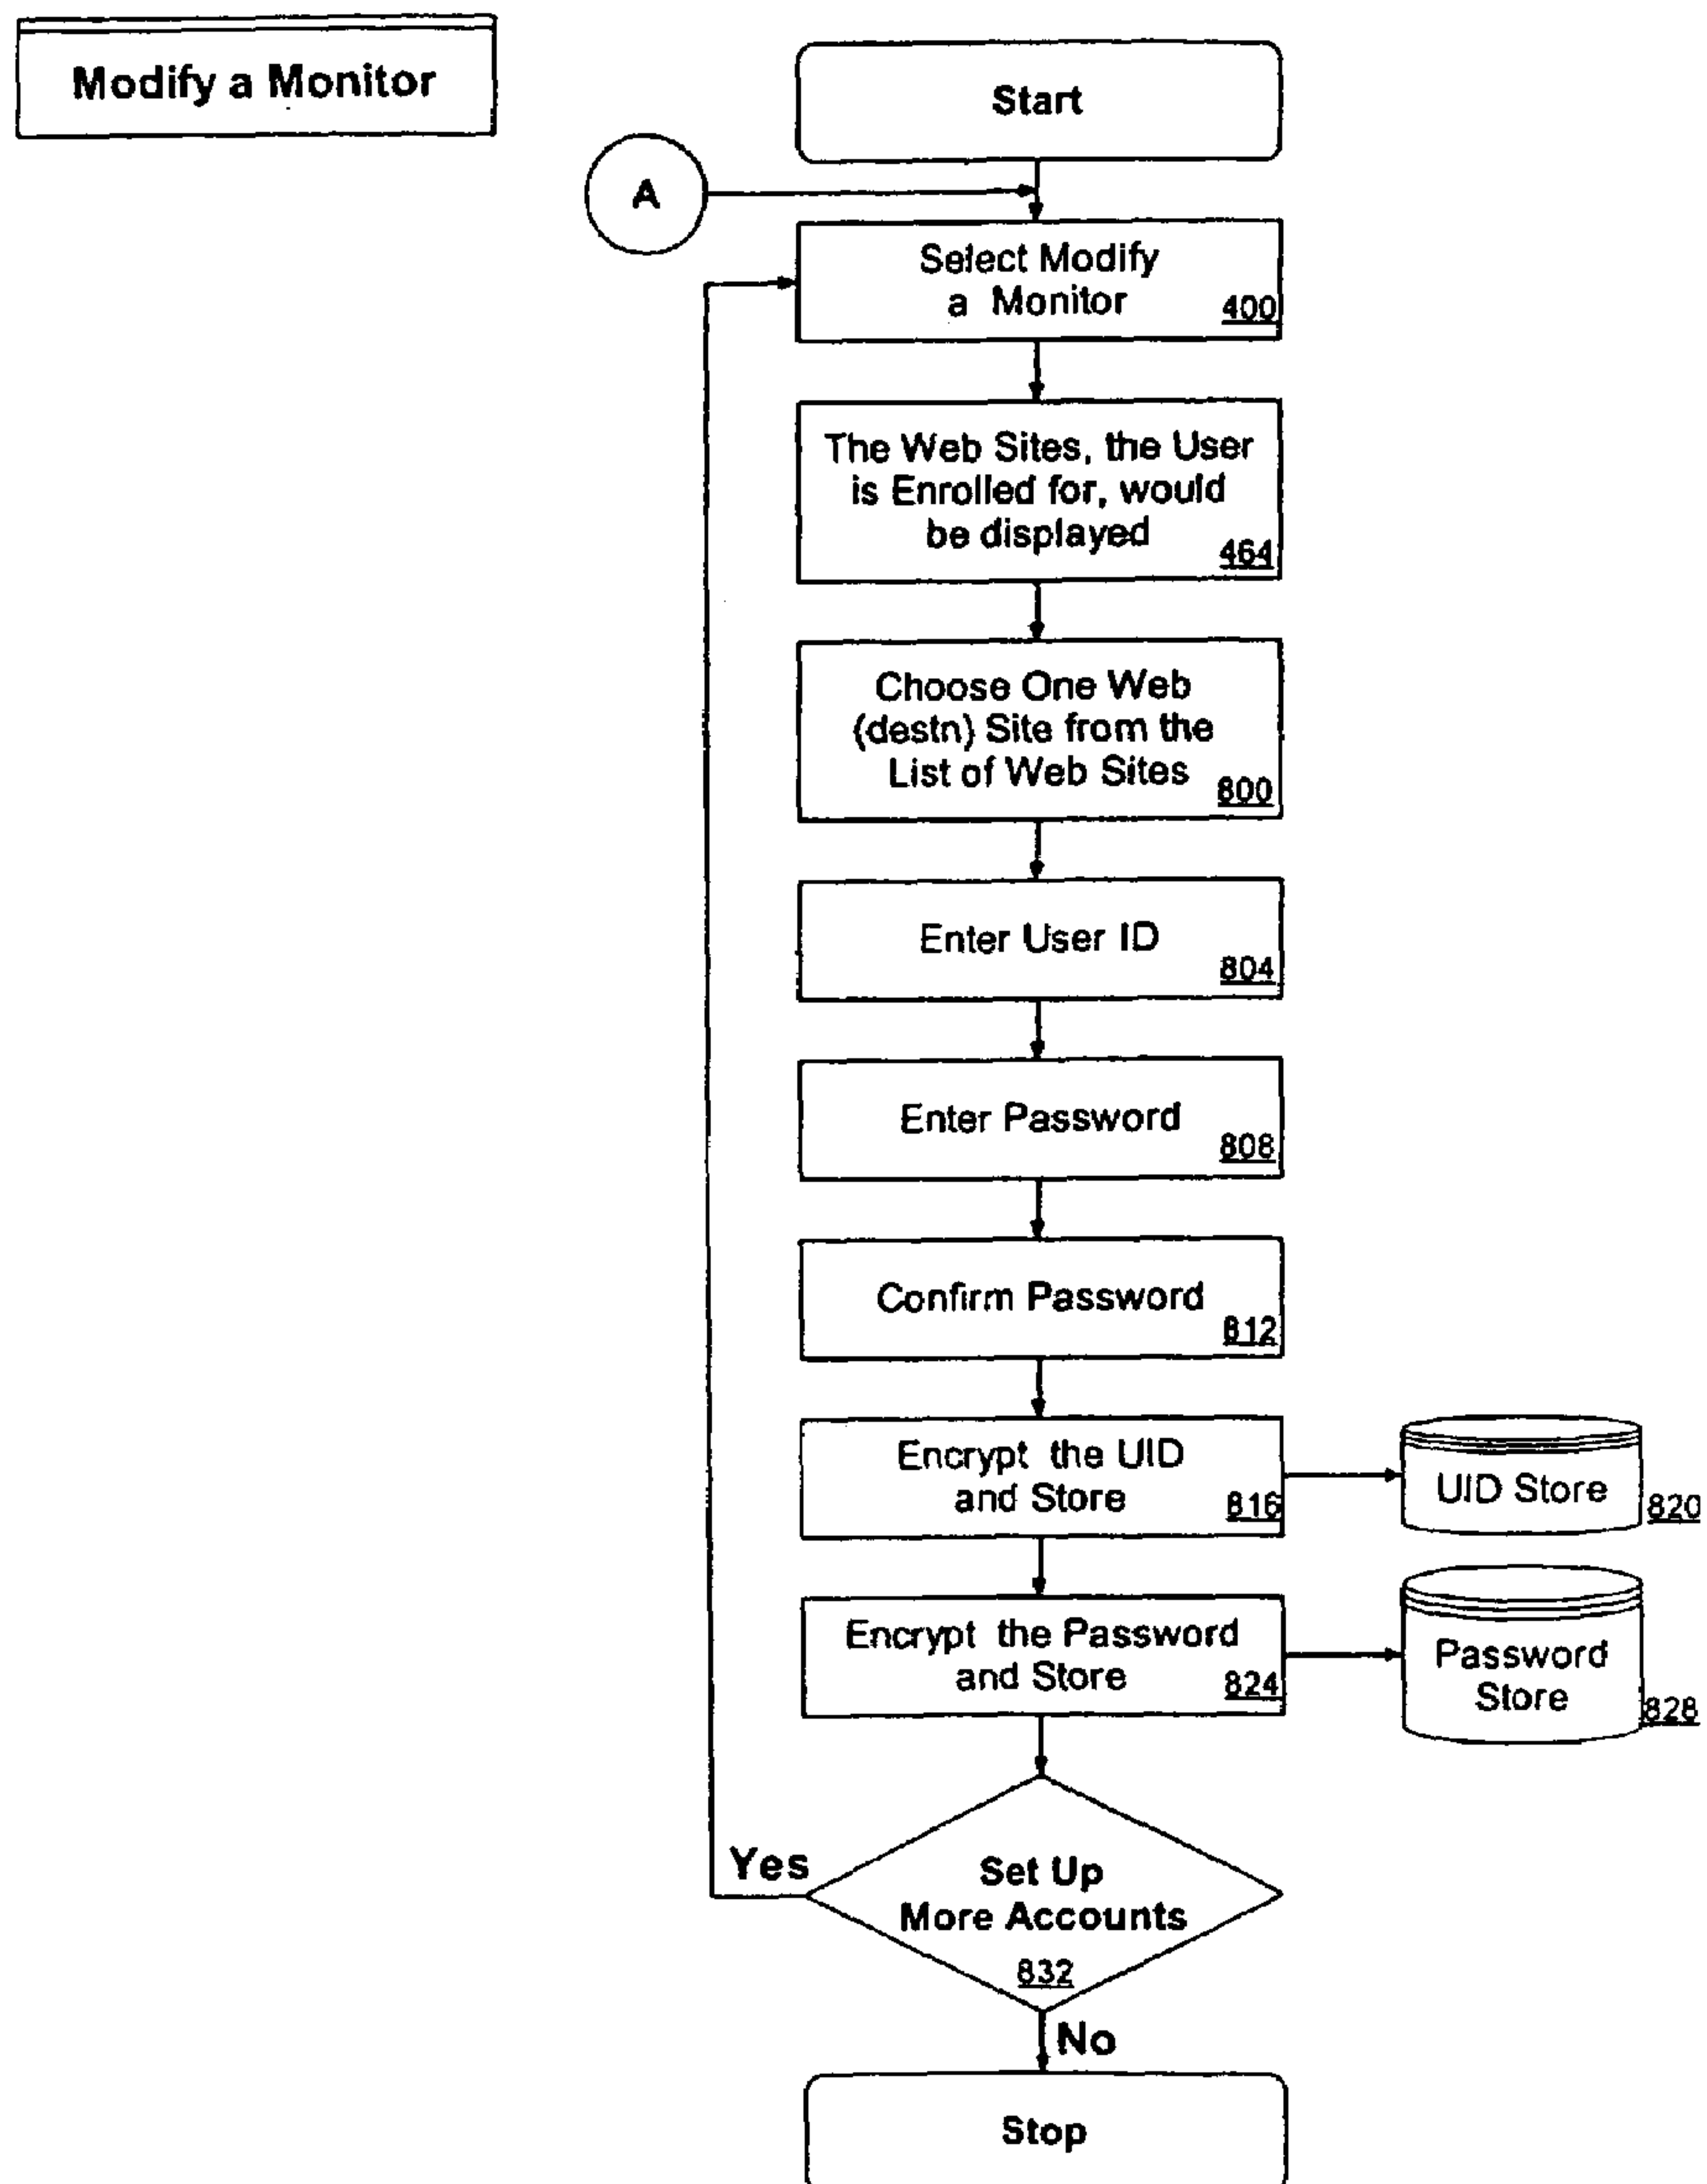 Modify a Monitor
Start
A
Select Modify
a Monitor
400
The Web Sites, the User
is Enrolled for, would
be displayed
464
Choose One Web
(destn) Site from the
List of Web Sites
800
Enter User ID
804
Enter Password
808
Confirm Password
812
Encrypt the UID
and Store
816
UID Store
820
Encrypt the Password
and Store
824
Password
Store
828
Yes
Set Up
More Accounts
832
No
Stop